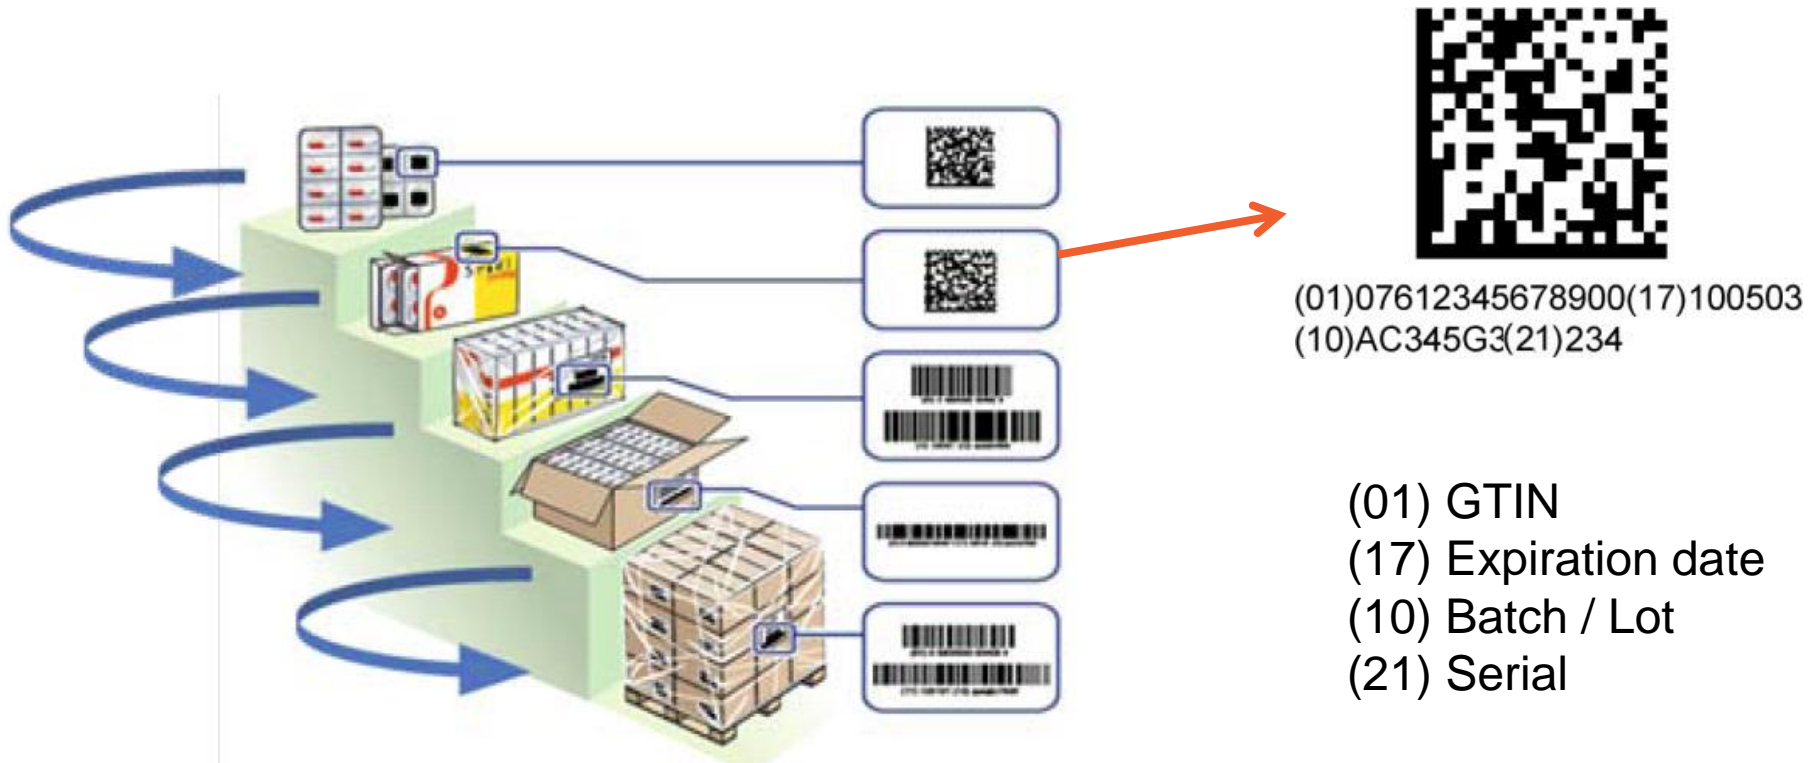 (01)07612345678900(17)100503
(10)AC345G3(21)234
(01) GTIN
(17) Expiration date
(10) Batch / Lot
(21) Serial